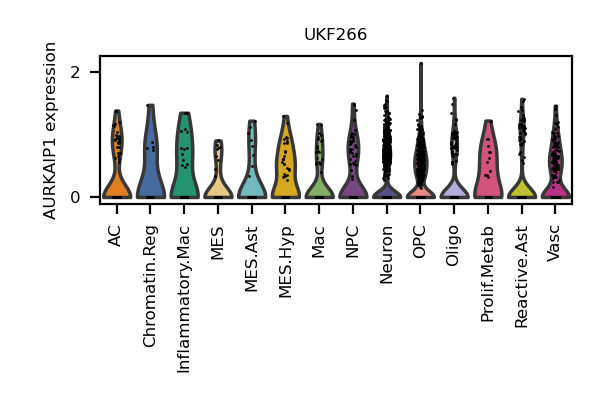 UKF266
AURKAIP1 expression
2
0
AC
Chromatin.Reg
Inflammatory.Mac
MES
MES.Ast
MES.Hyp
Mac
NPC
Neuron
OPC
Oligo
Prolif.Metab
Reactive.Ast
Vasc